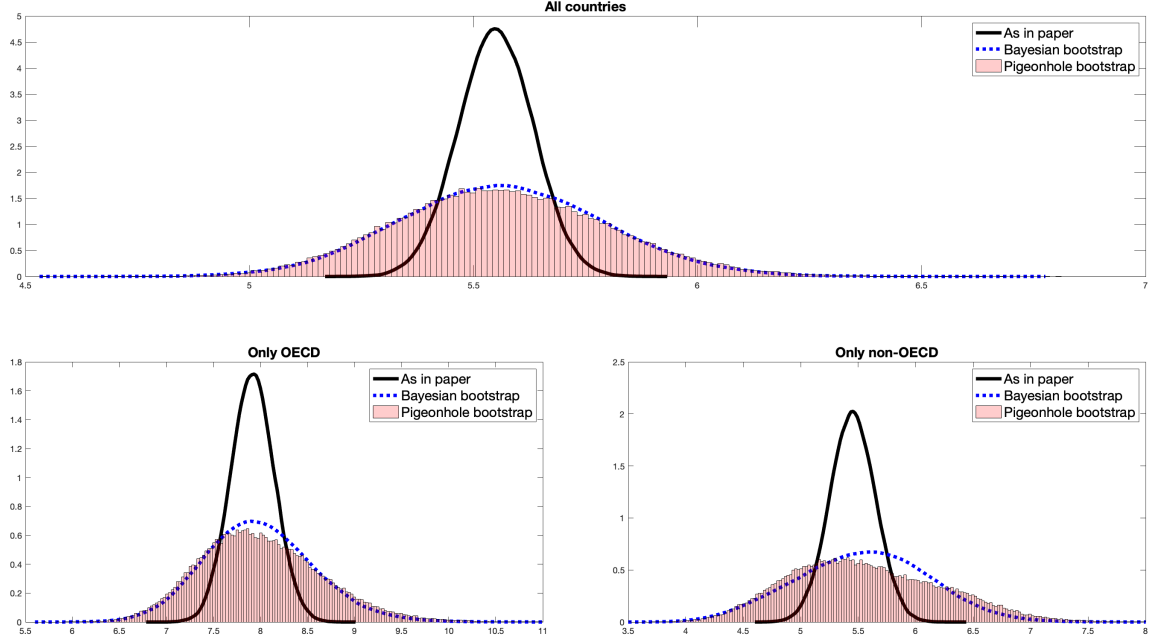 All countries
5
4.5
4
3.5
3
2.5
2
1.5
1
0.5
0
4.5 5 5.5 6 6.5 7
As in paper
Bayesian bootstrap
Pigeonhole bootstrap
Only OECD
1.8
1.6
1.4
1.2
1
0.8
0.6
0.4
0.2
0
5.5 6 6.5 7 7.5 8 8.5 9 9.5 10 10.5 11
As in paper
Bayesian bootstrap
Pigeonhole bootstrap
Only non-OECD
2.5
2
1.5
1
0.5
0
3.5 4 4.5 5 5.5 6 6.5 7 7.5 8
As in paper
Bayesian bootstrap
Pigeonhole bootstrap